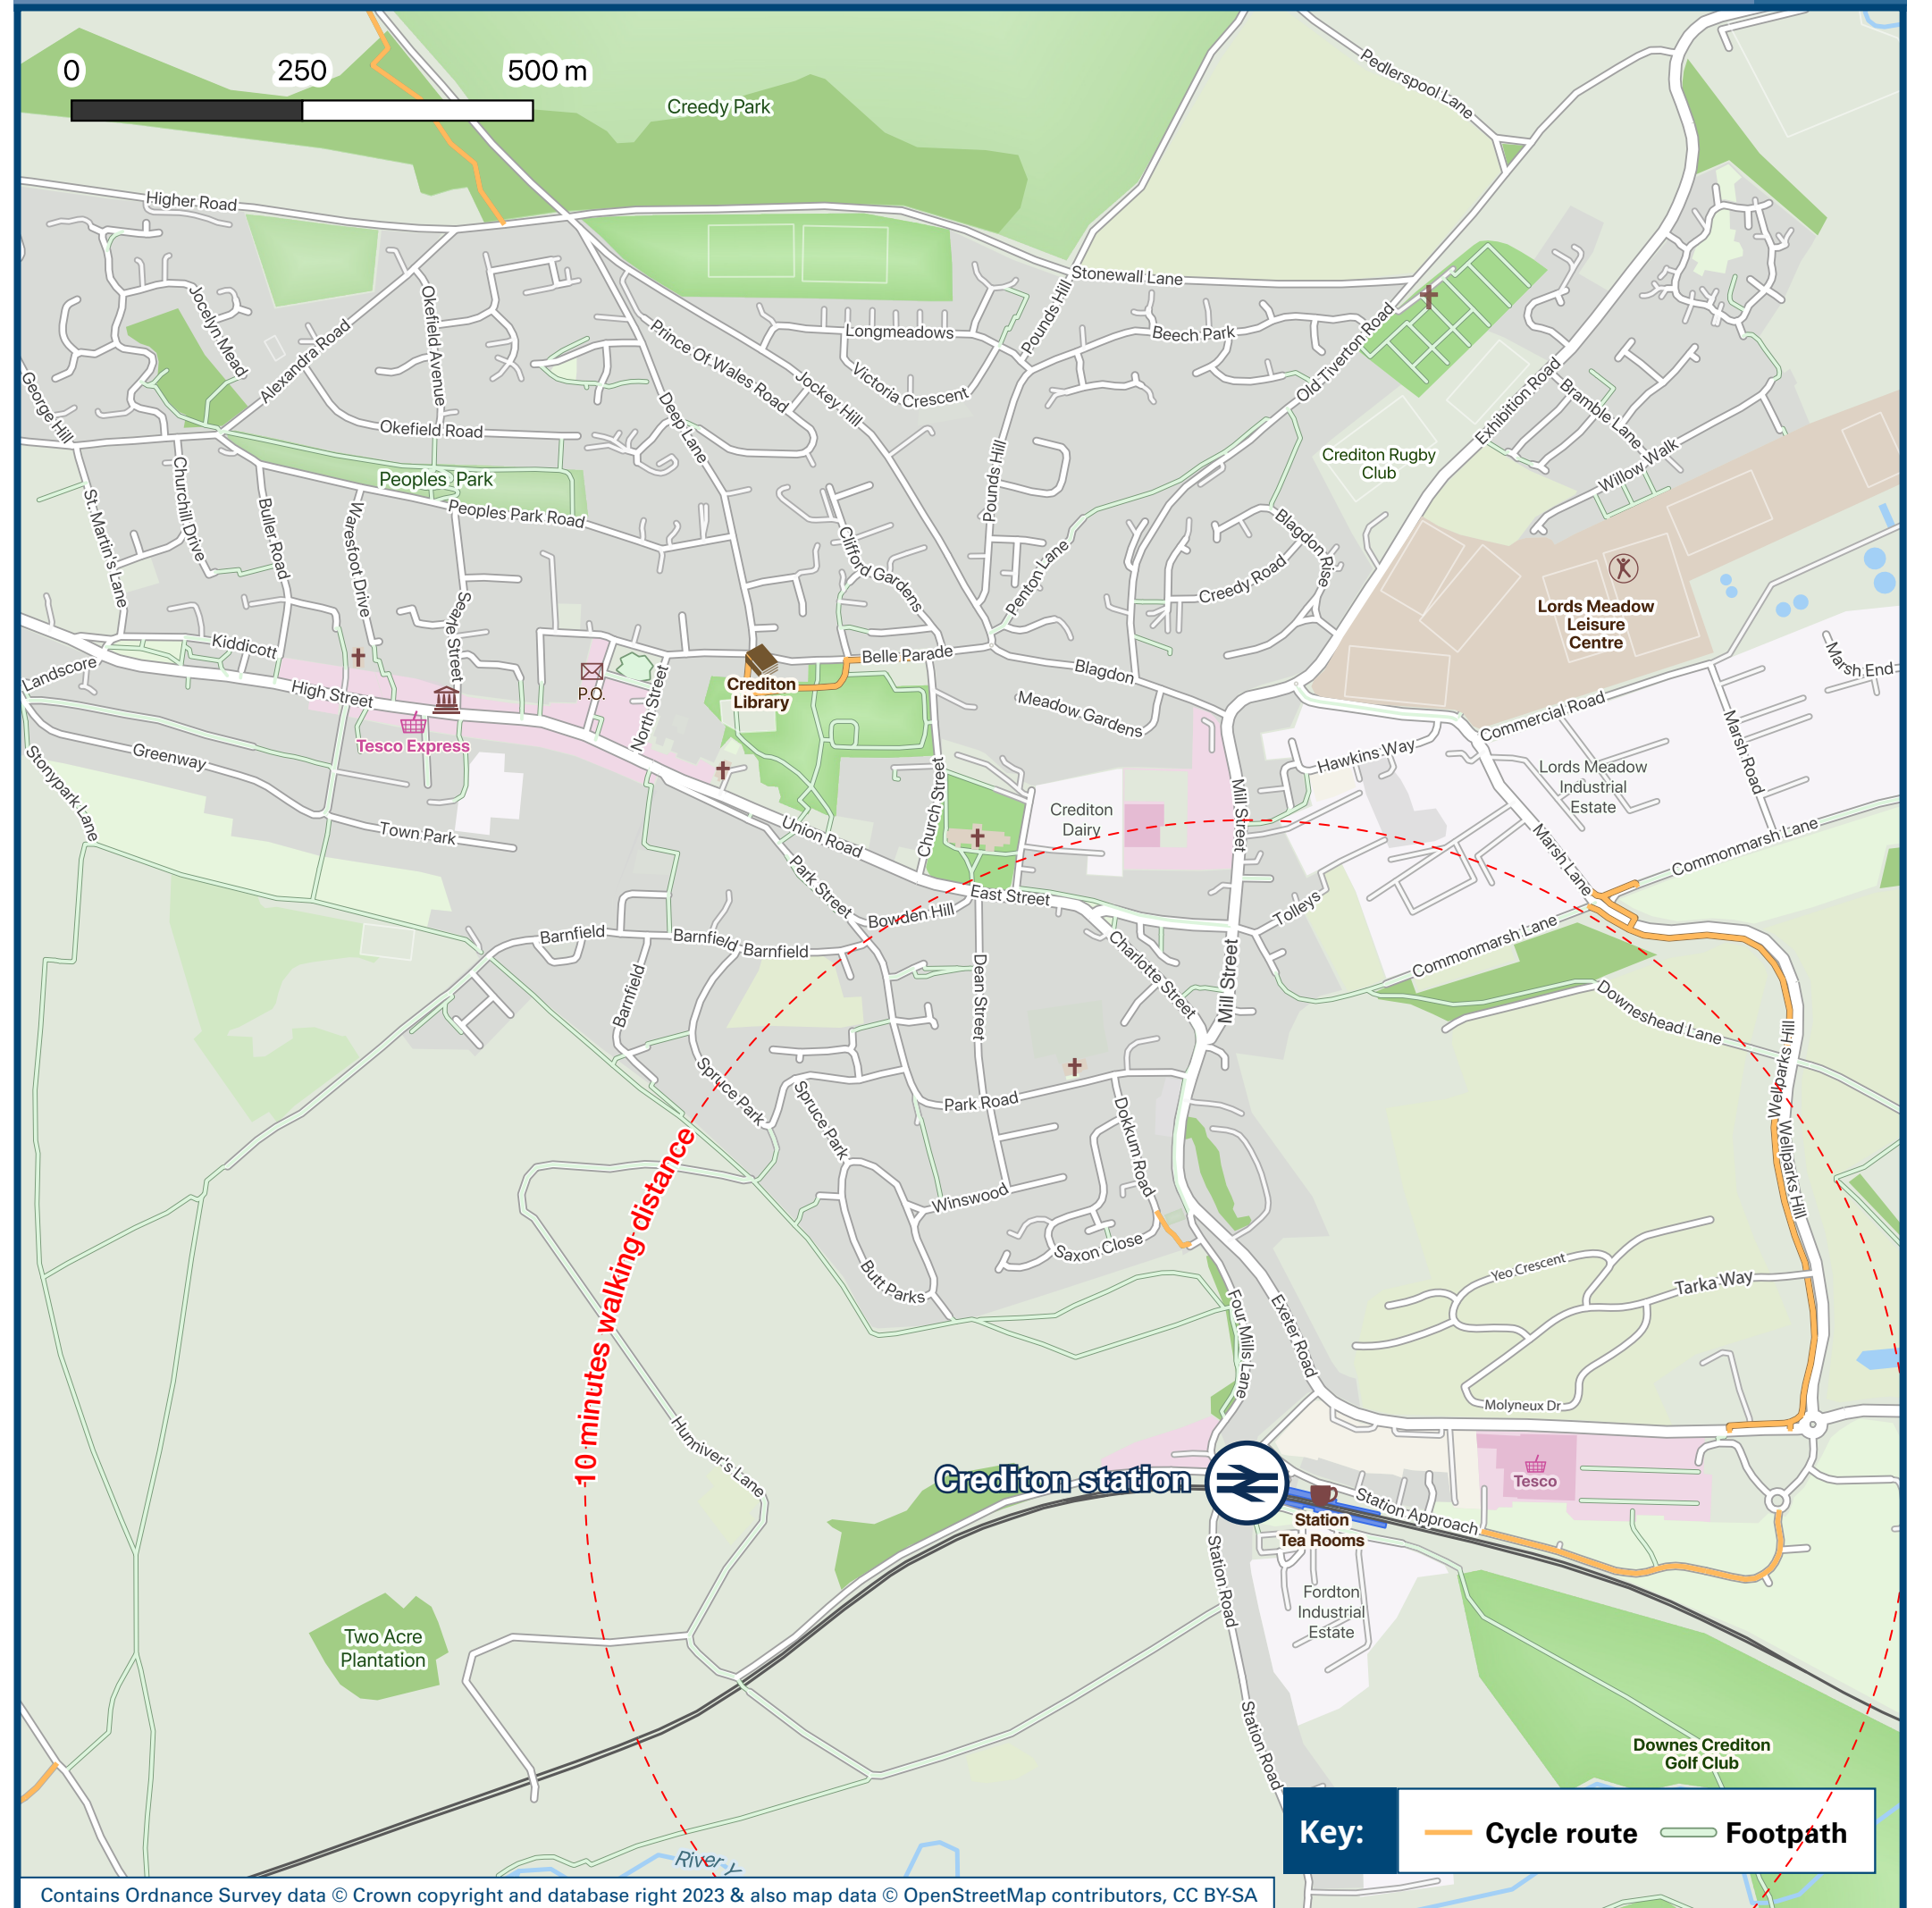 0 250 500 m
Creedy Park
Pedlerspool Lane
Higher Road
Stonewall Lane
Jocelyn Mead
Okefield Avenue
Alexandra Road
Prince Of Wales Road
Longmeadows
Pounds Hill
Beech Park
Old Tiverton Road
George Hill
Okefield Road
Deep Lane
Jockey Hill
Victoria Crescent
Exhibition Road
Bramble Lane
Willow Walk
Crediton Rugby
Club
Peoples Park
Peoples Park Road
St. Martin's Lane
Churchill Drive
Buller Road
Waresfoot Drive
Searle Street
Pounds Hill
Clifford Gardens
Penton Lane
Creedy Road
Blagdon Rise
Lords Meadow
Leisure
Centre
Kiddicott
Landscore
High Street
P.O.
North Street
Crediton
Library
Belle Parade
Blagdon
Meadow Gardens
Marsh End
Commercial Road
Marsh Road
Tesco Express
Greenway
Stonypark Lane
Town Park
Hawkins Way
Lords Meadow
Industrial
Estate
Mill Street
Crediton
Dairy
Church Street
Union Road
Park Street
Marsh Lane
Commonmarsh Lane
East Street
Bowden Hill
Tolleys
Barnfield
Barnfield
Barnfield
Barnfield
Charlotte Street
Mill Street
Commonmarsh Lane
Dean Street
Downeshead Lane
Wellparks Hill
Spruce Park
Spruce Park
Park Road
Dokkum Road
Wellparks Hill
10 minutes walking distance
Winswood
Saxon Close
Butt Parks
Four Mills Lane
Exeter Road
Yeo Crescent
Tarka Way
Molyneux Dr
Hunniver's Lane
Crediton station
Station
Tea Rooms
Station Approach
Tesco
Station Road
Fordton
Industrial
Estate
Two Acre
Plantation
Station Road
Downes Crediton
Golf Club
River Y
Key: Cycle route Footpath
Contains Ordnance Survey data © Crown copyright and database right 2023 & also map data © OpenStreetMap contributors, CC BY-SA